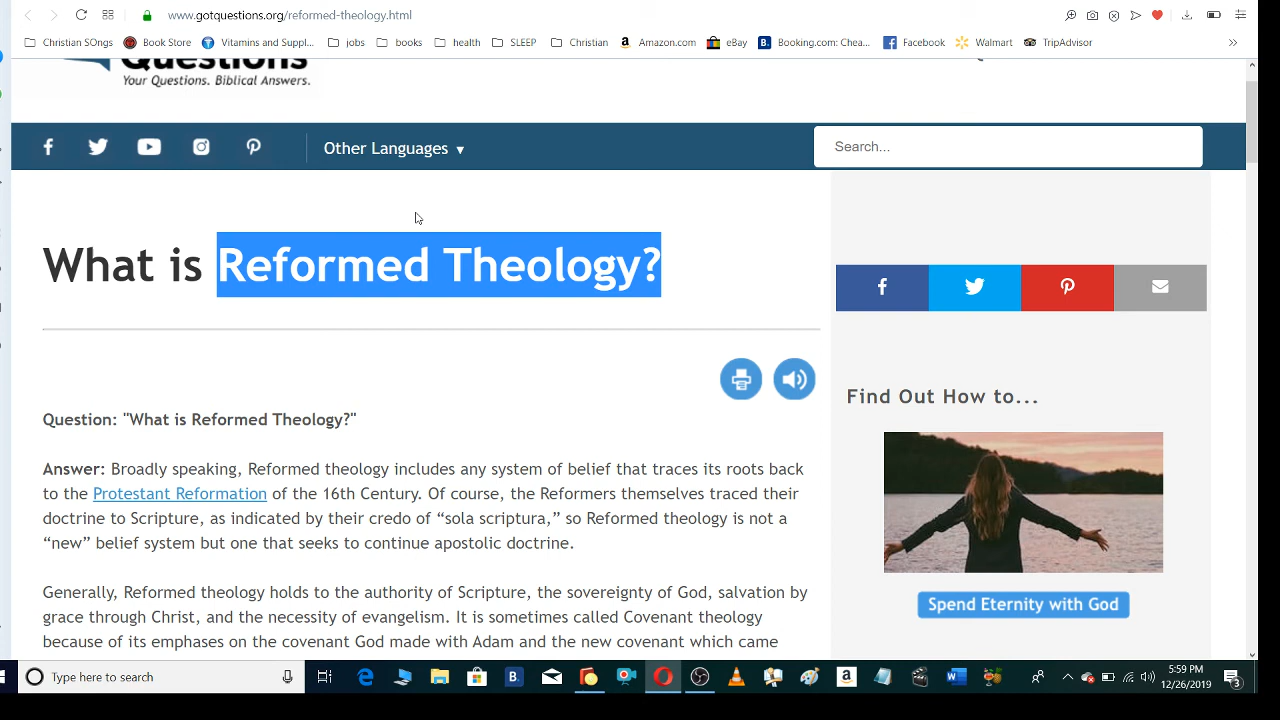 www.gotquestions.org/reformed-theology.html
Christian SOngs
Book Store
Vitamins and Suppl...
jobs
books
health
SLEEP
Christian
Amazon.com
eBay
Booking.com: Chea...
Facebook
Walmart
TripAdvisor
Questions
Your Questions. Biblical Answers.
Other Languages ▾
Search...
What is Reformed Theology?
Question: "What is Reformed Theology?"
Answer: Broadly speaking, Reformed theology includes any system of belief that traces its roots back
to the Protestant Reformation of the 16th Century. Of course, the Reformers themselves traced their
doctrine to Scripture, as indicated by their credo of “sola scriptura,” so Reformed theology is not a
“new” belief system but one that seeks to continue apostolic doctrine.
Generally, Reformed theology holds to the authority of Scripture, the sovereignty of God, salvation by
grace through Christ, and the necessity of evangelism. It is sometimes called Covenant theology
because of its emphases on the covenant God made with Adam and the new covenant which came
Find Out How to...
Spend Eternity with God
Type here to search
5:59 PM
12/26/2019
3